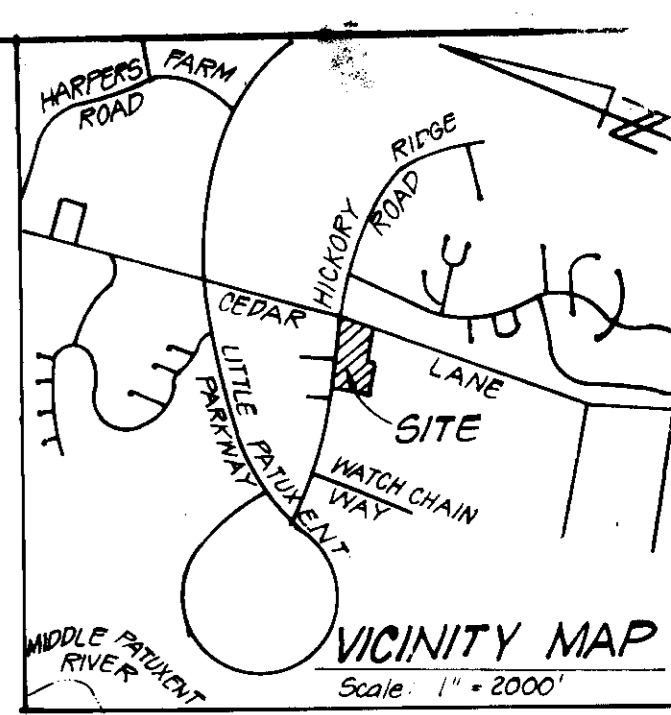 HARPERS FARM
ROAD
RIDGE
HICKORY ROAD
CEDAR
LANE
LITTLE PATUXENT
PARKWAY
SITE
WATCH CHAIN
WAY
MIDDLE PATUXENT
RIVER
VICINITY MAP
Scale: 1" = 2000'